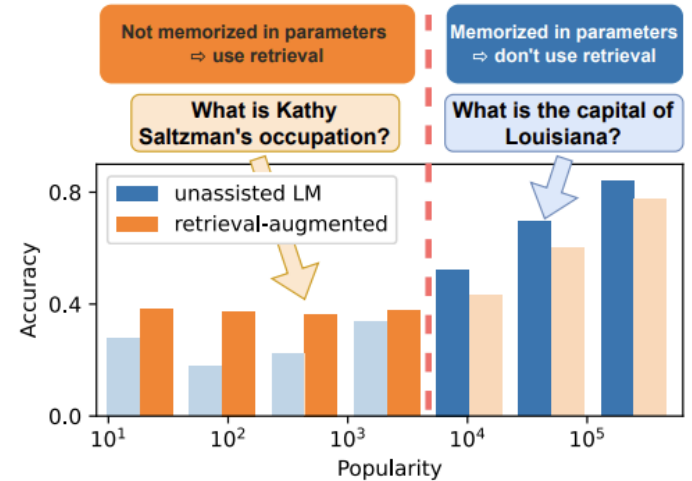 Not memorized in parameters
⇨ use retrieval
Memorized in parameters
⇨ don't use retrieval
What is Kathy
Saltzman's occupation?
What is the capital of
Louisiana?
unassisted LM
retrieval-augmented
Accuracy
0.8
0.4
0.0
10¹
10²
10³
10⁴
10⁵
Popularity